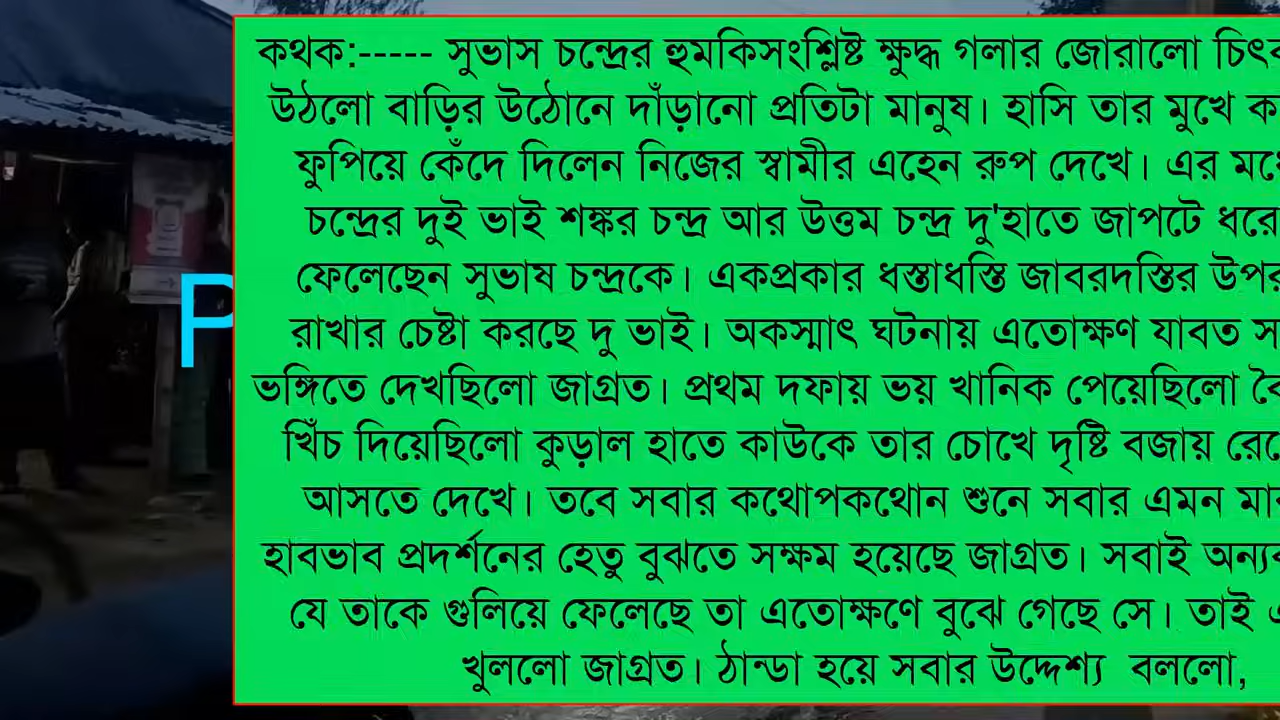 কথক:----- সুভাস চন্দ্রের হুমকিসংশ্লিষ্ট ক্ষুদ্ধ গলার জোরালো
উঠলো বাড়ির উঠোনে দাঁড়ানো প্রতিটা মানুষ। হাসি তার মুখে
ফুপিয়ে কেঁদে দিলেন নিজের স্বামীর এহেন রুপ দেখে। এর
চন্দ্রের দুই ভাই শঙ্কর চন্দ্র আর উত্তম চন্দ্র দু'হাতে জাপটে ধরে
ফেলেছেন সুভাষ চন্দ্রকে। একপ্রকার ধস্তাধস্তি জাবরদস্তির
রাখার চেষ্টা করছে দু ভাই। অকস্মাৎ ঘটনায় এতোক্ষণ যাবত
ভঙ্গিতে দেখছিলো জাগ্রত। প্রথম দফায় ভয় খানিক পেয়েছিলো
খিঁচ দিয়েছিলো কুড়াল হাতে কাউকে তার চোখে দৃষ্টি বজায়
আসতে দেখে। তবে সবার কথোপকথোন শুনে সবার এমন
হাবভাব প্রদর্শনের হেতু বুঝতে সক্ষম হয়েছে জাগ্রত। সবাই
যে তাকে গুলিয়ে ফেলেছে তা এতোক্ষণে বুঝে গেছে সে। তাই
খুললো জাগ্রত। ঠান্ডা হয়ে সবার উদ্দেশ্য বললো,